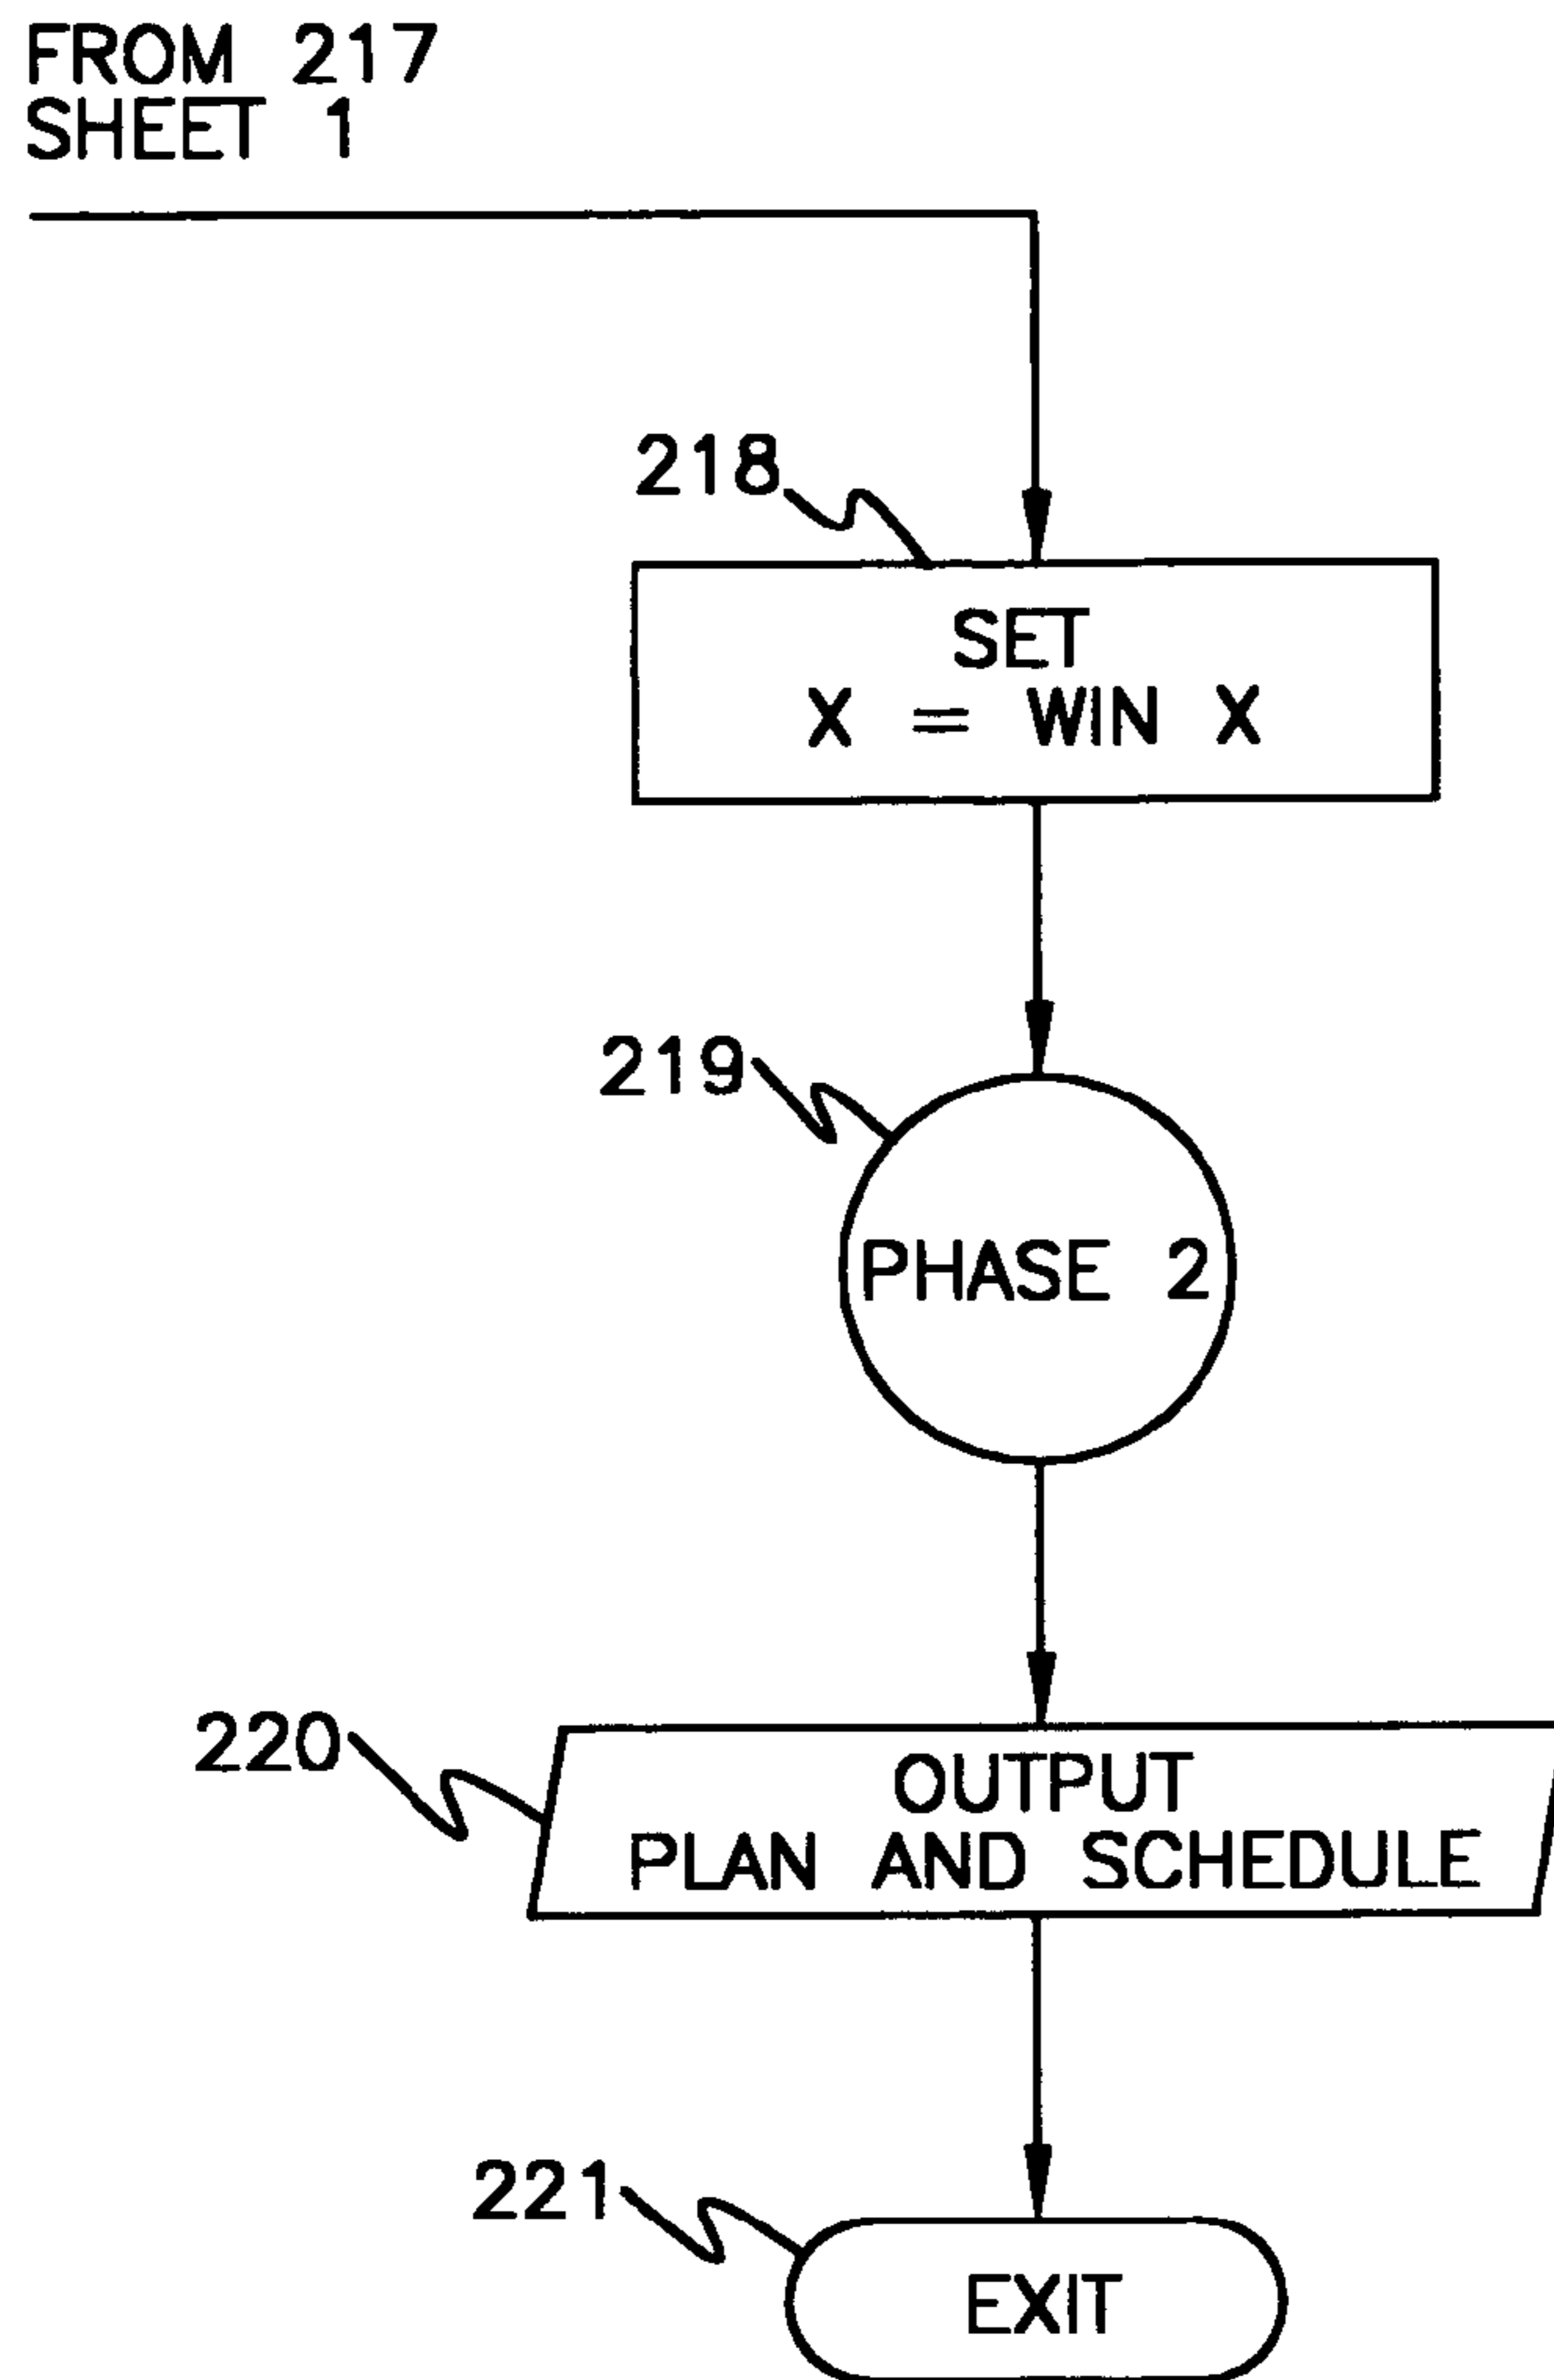 FROM 217
SHEET 1
218
SET
X = WIN X
219
PHASE 2
220
OUTPUT
PLAN AND SCHEDULE
221
EXIT